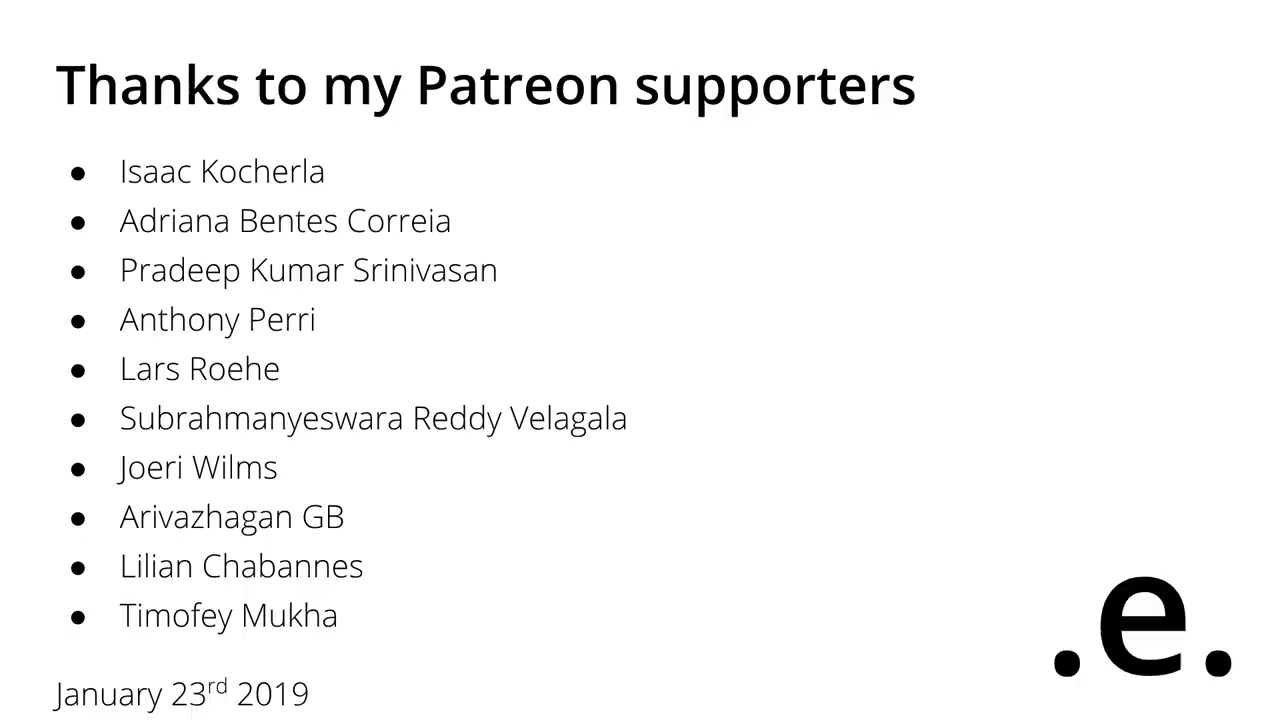 Thanks to my Patreon supporters
● Isaac Kocherla
● Adriana Bentes Correia
● Pradeep Kumar Srinivasan
● Anthony Perri
● Lars Roehe
● Subrahmanyeswara Reddy Velagala
● Joeri Wilms
● Arivazhagan GB
● Lilian Chabannes
● Timofey Mukha
.e.
January 23rd 2019